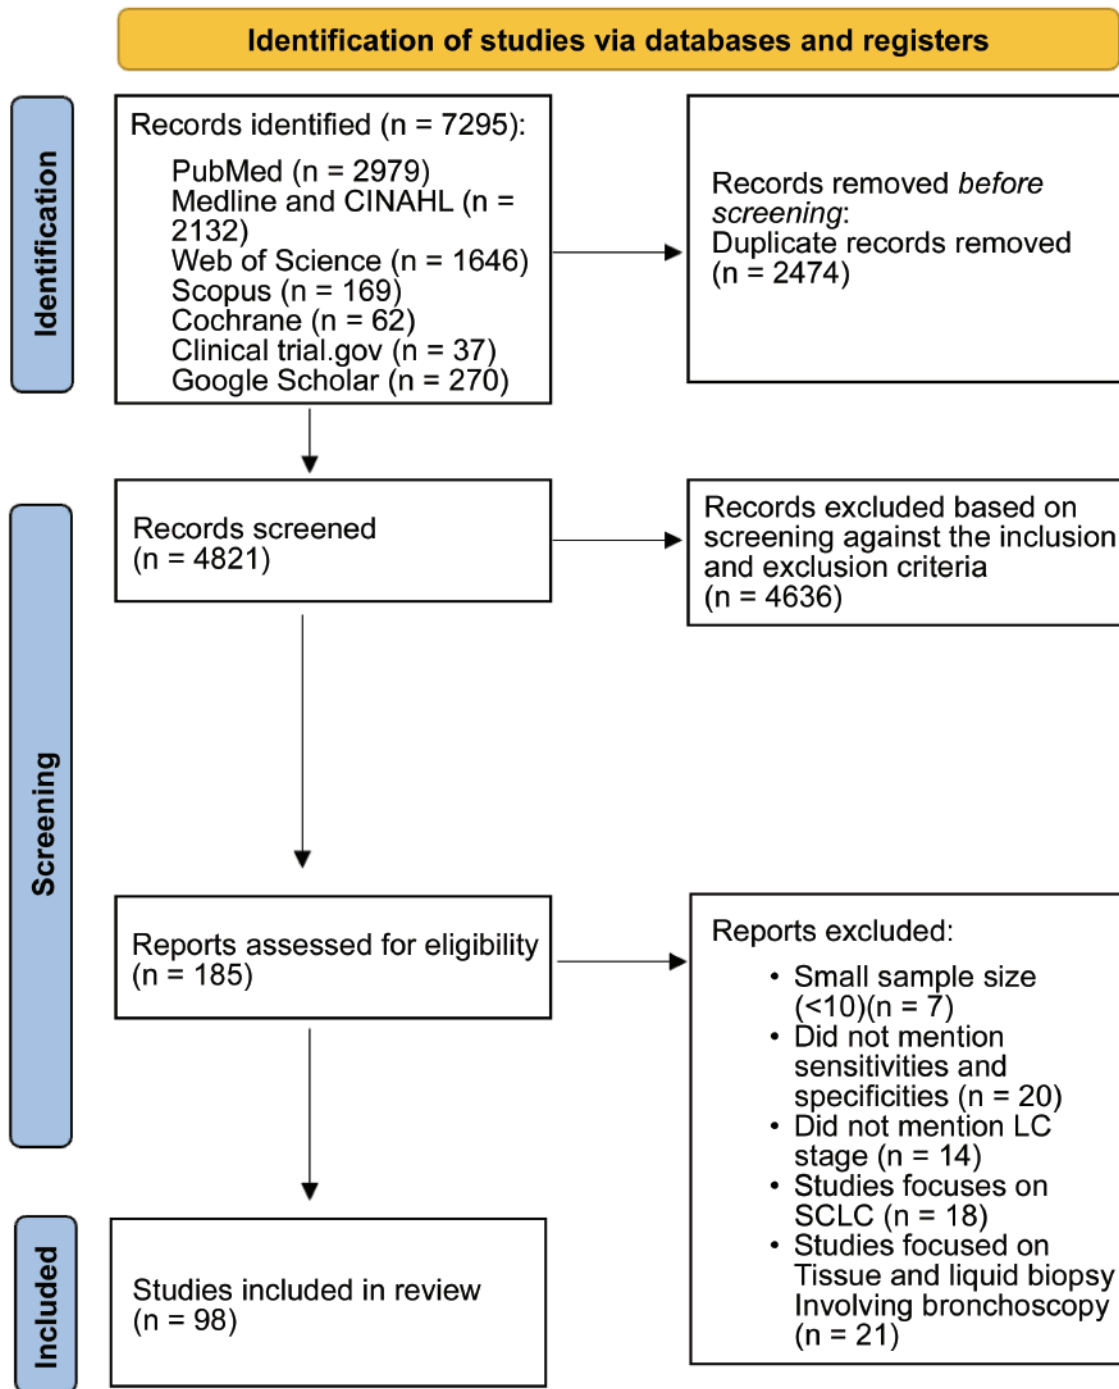 Identification of studies via databases and registers
Identification
Records identified (n = 7295):
PubMed (n = 2979)
Medline and CINAHL (n =
2132)
Web of Science (n = 1646)
Scopus (n = 169)
Cochrane (n = 62)
Clinical trial.gov (n = 37)
Google Scholar (n = 270)
Records removed before
screening:
Duplicate records removed
(n = 2474)
Screening
Records screened
(n = 4821)
Records excluded based on
screening against the inclusion
and exclusion criteria
(n = 4636)
Reports assessed for eligibility
(n = 185)
Reports excluded:
• Small sample size
(<10)(n = 7)
• Did not mention
sensitivities and
specificities (n = 20)
• Did not mention LC
stage (n = 14)
• Studies focuses on
SCLC (n = 18)
• Studies focused on
Tissue and liquid biopsy
Involving bronchoscopy
(n = 21)
Included
Studies included in review
(n = 98)